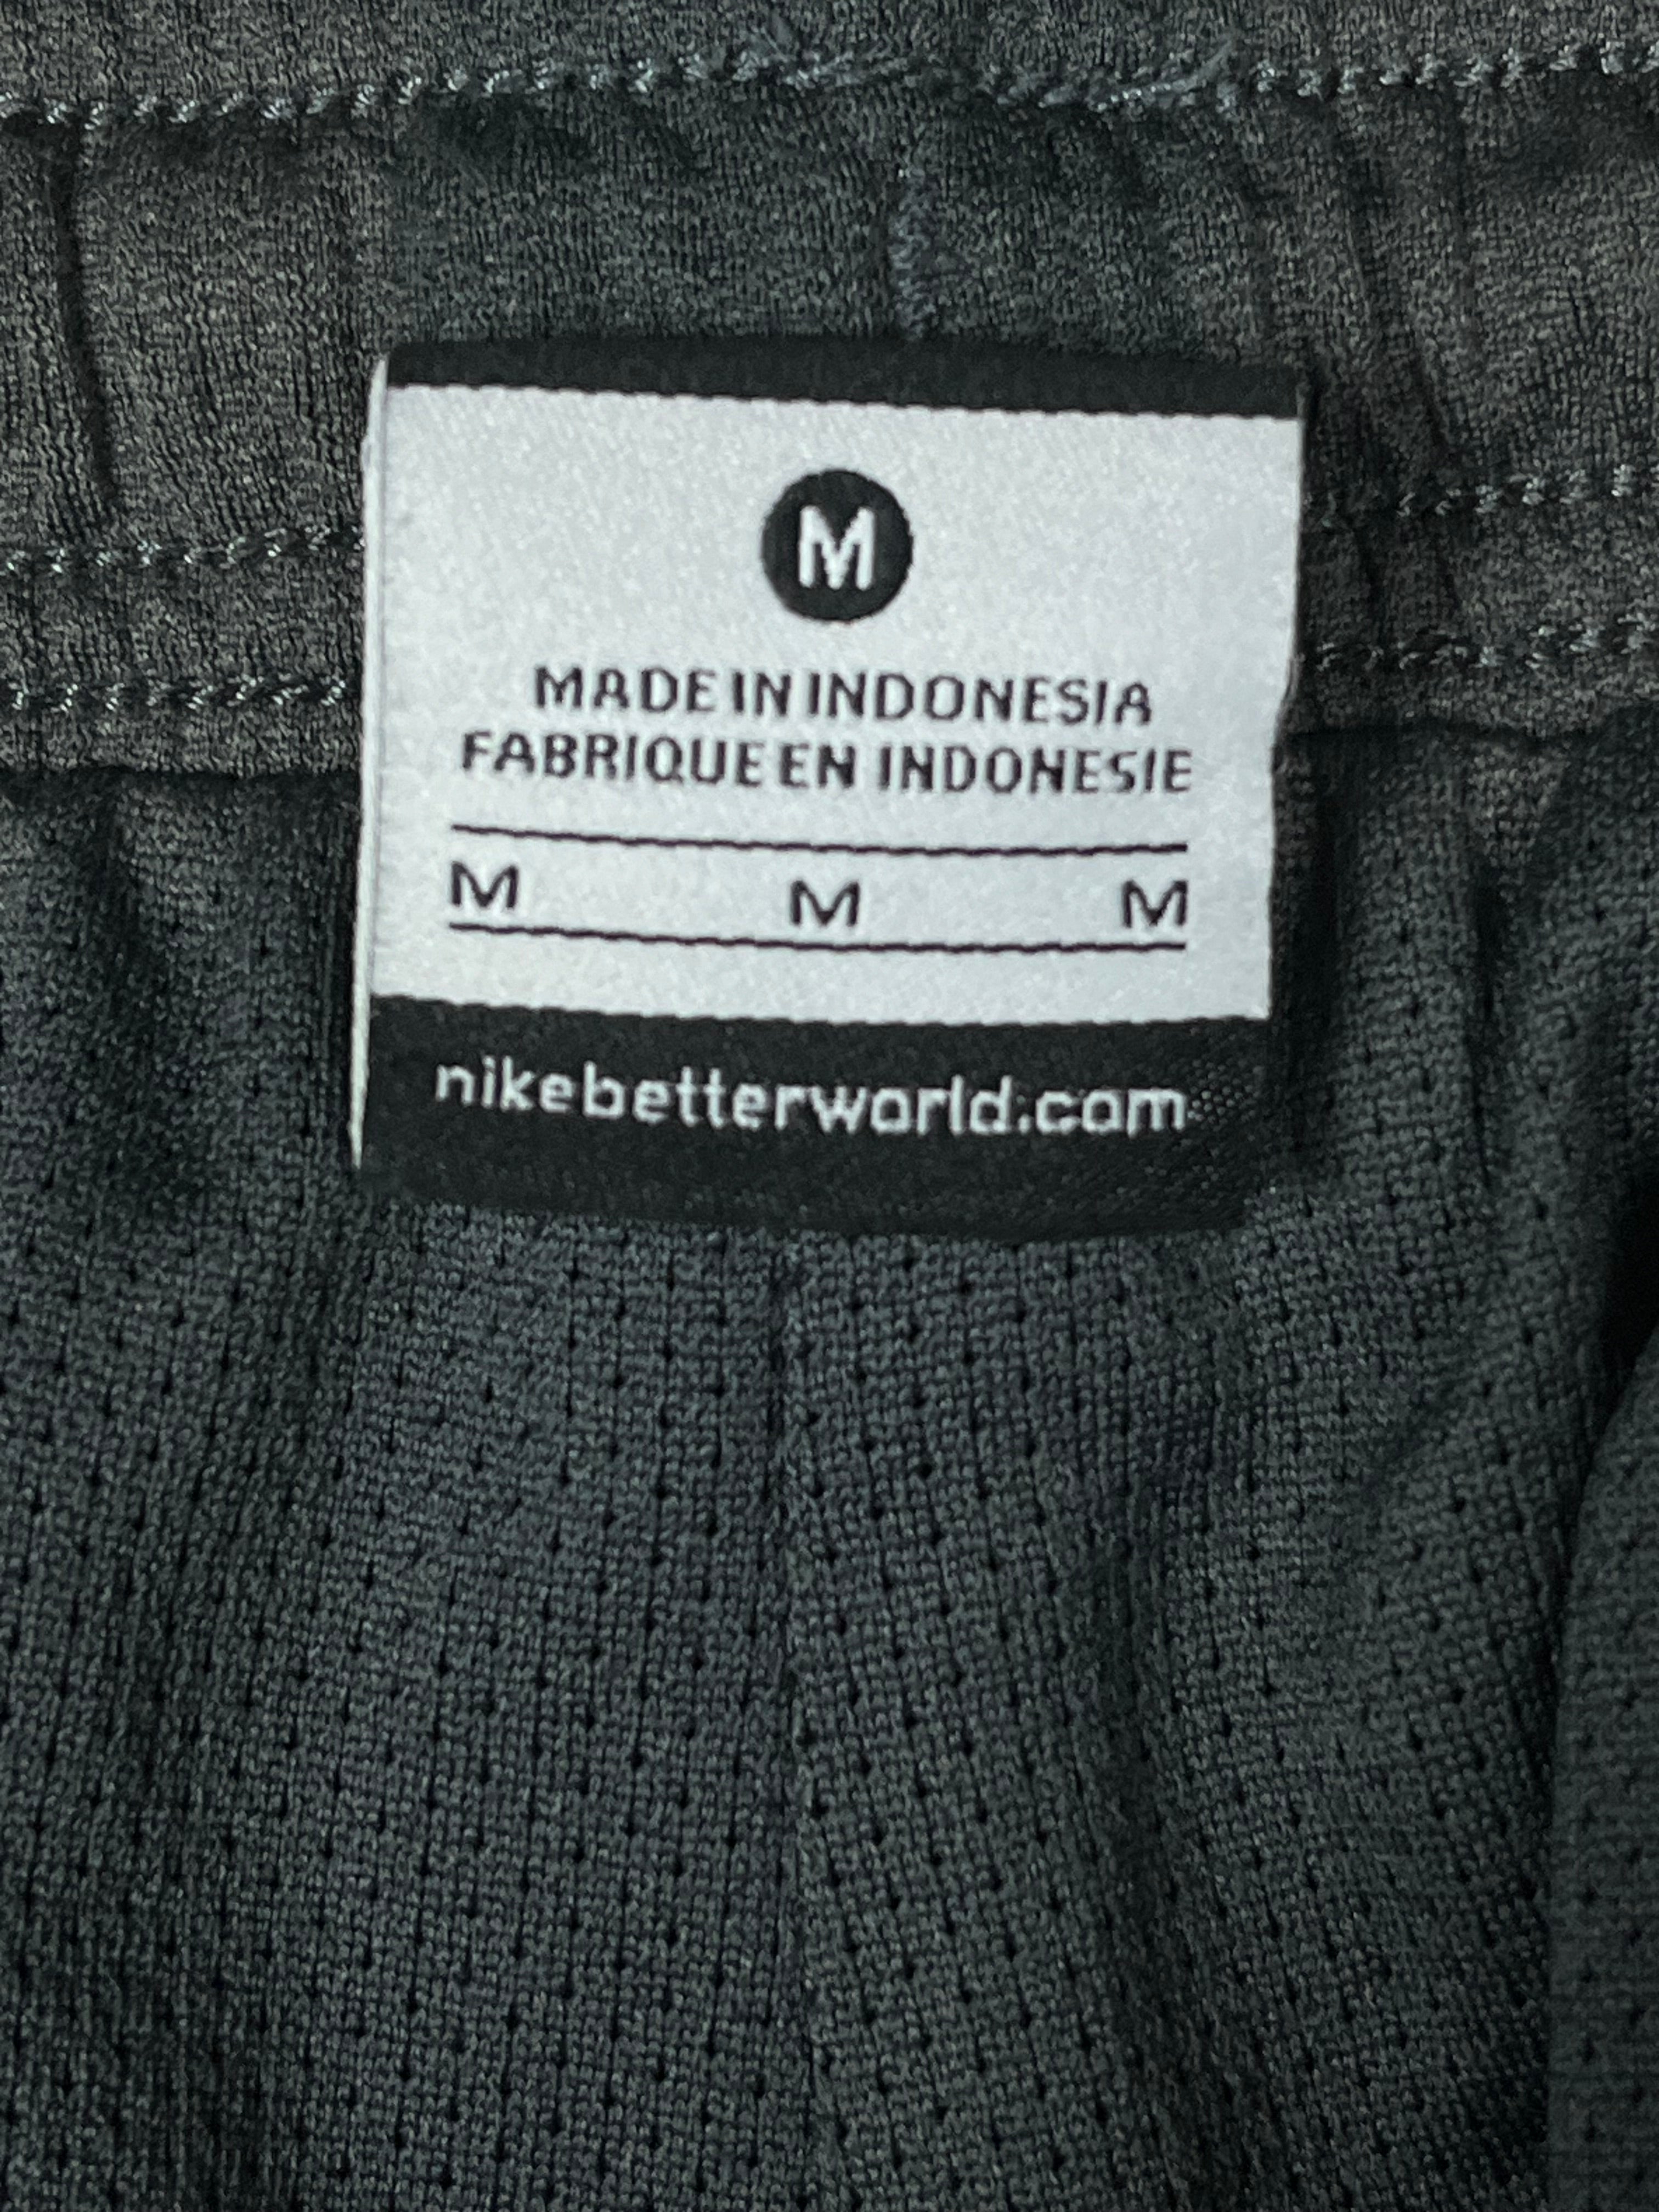 M
MADE IN INDONESIA
FABRIQUE EN INDONESIE
M M M
nikebetterworld.com